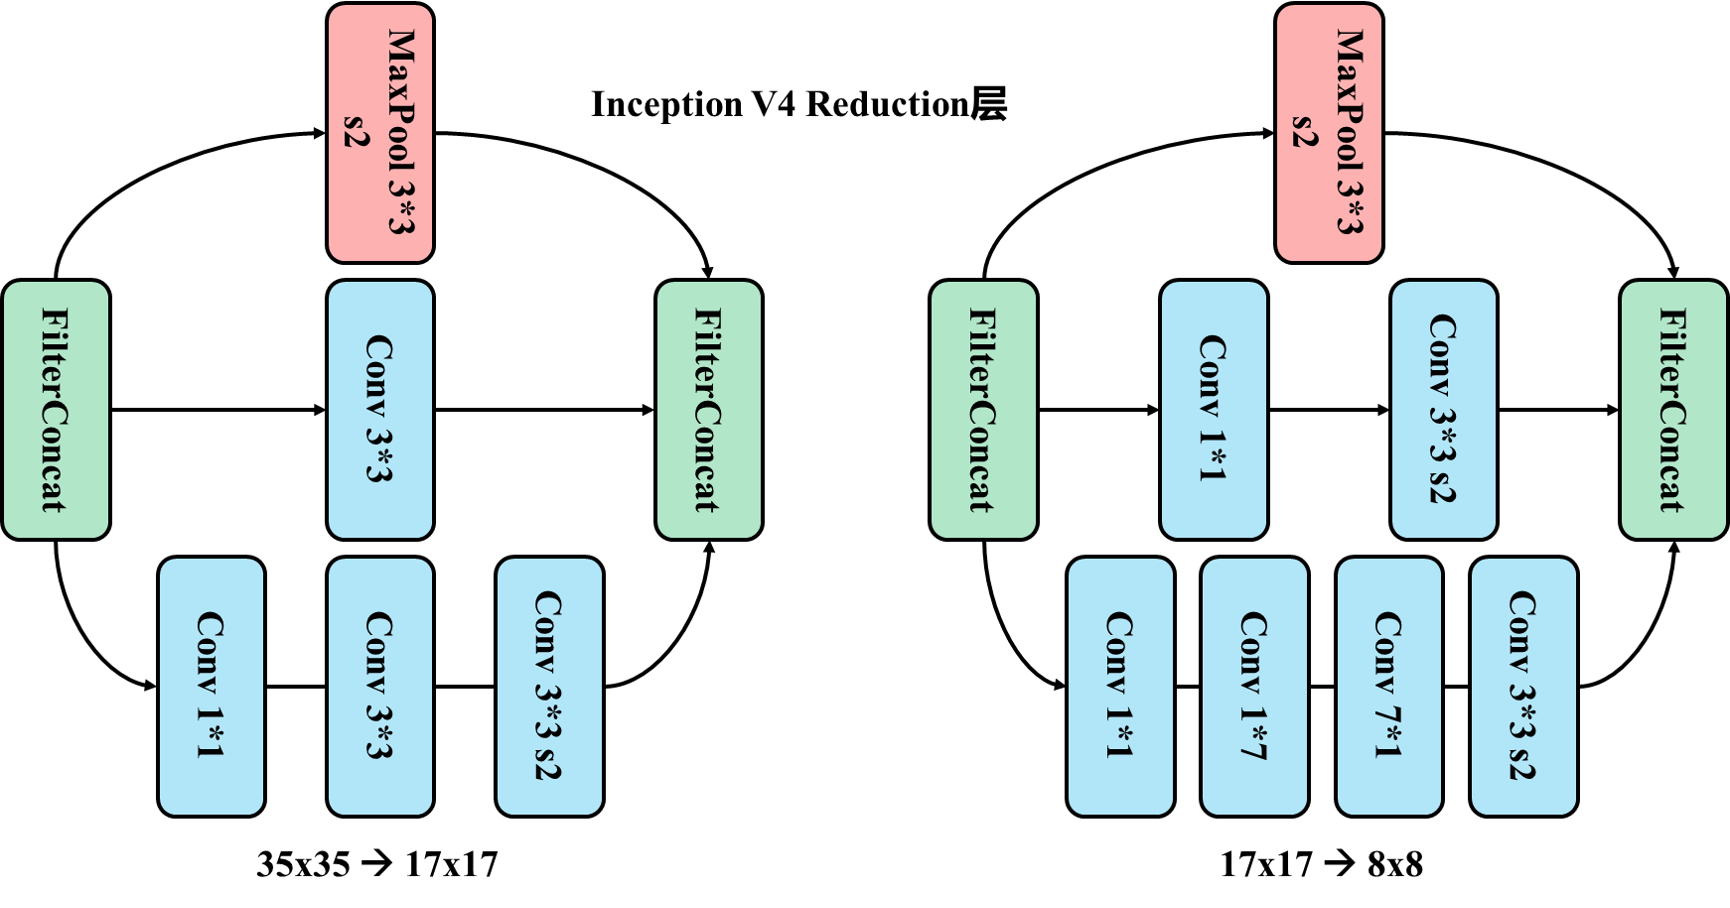 Inception V4 Reduction层
MaxPool 3*3
s2
FilterConcat
Conv 3*3
FilterConcat
Conv 1*1
Conv 3*3
Conv 3*3 s2
35x35 → 17x17
MaxPool 3*3
s2
FilterConcat
Conv 1*1
Conv 3*3 s2
FilterConcat
Conv 1*1
Conv 1*7
Conv 7*1
Conv 3*3 s2
17x17 → 8x8